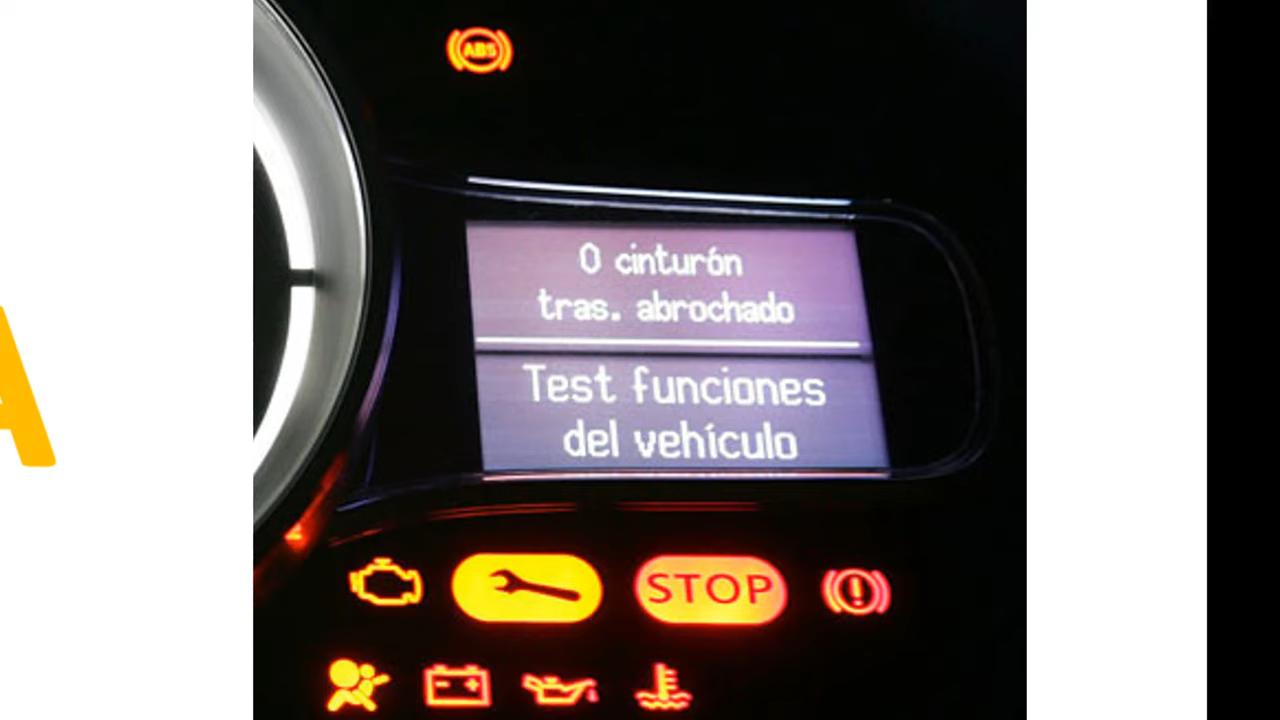 ABS
0 cinturón
tras. abrochado
Test funciones
del vehículo
STOP
A